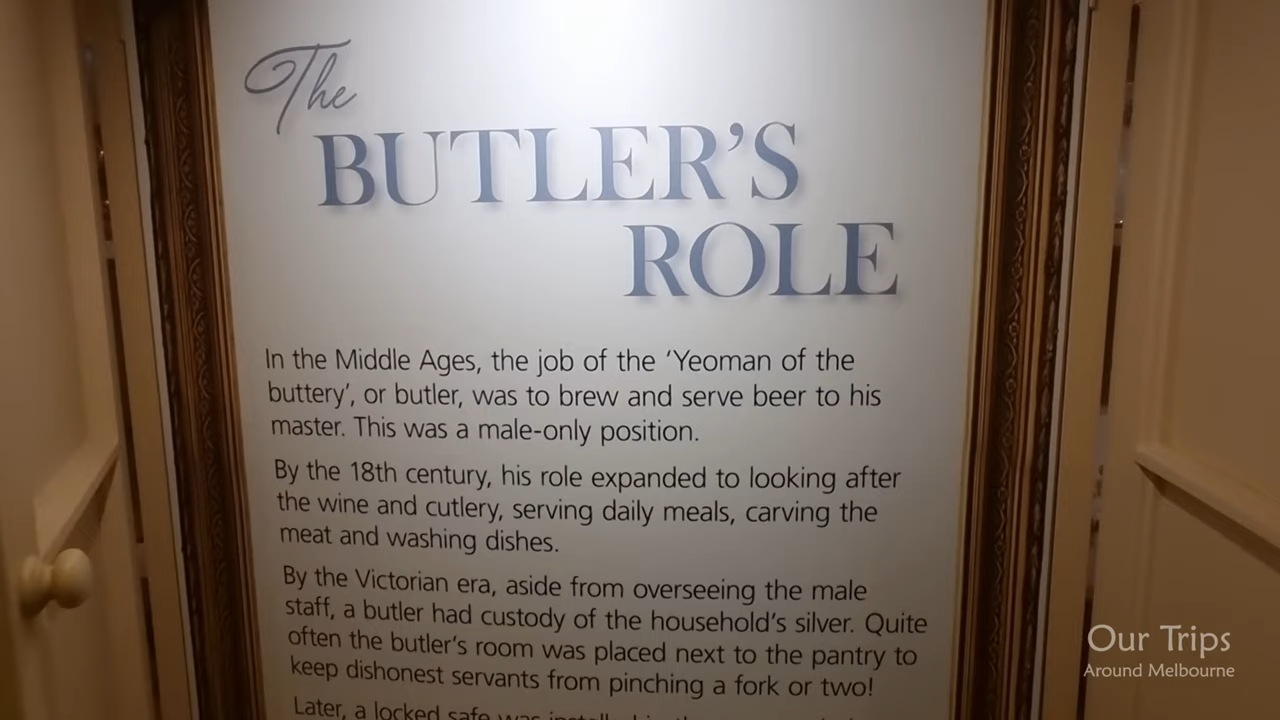 The
BUTLER'S
ROLE
In the Middle Ages, the job of the 'Yeoman of the
buttery', or butler, was to brew and serve beer to his
master. This was a male-only position.
By the 18th century, his role expanded to looking after
the wine and cutlery, serving daily meals, carving the
meat and washing dishes.
By the Victorian era, aside from overseeing the male
staff, a butler had custody of the household's silver. Quite
often the butler's room was placed next to the pantry to
keep dishonest servants from pinching a fork or two!
Later, a locked safe was
Our Trips
Around Melbourne